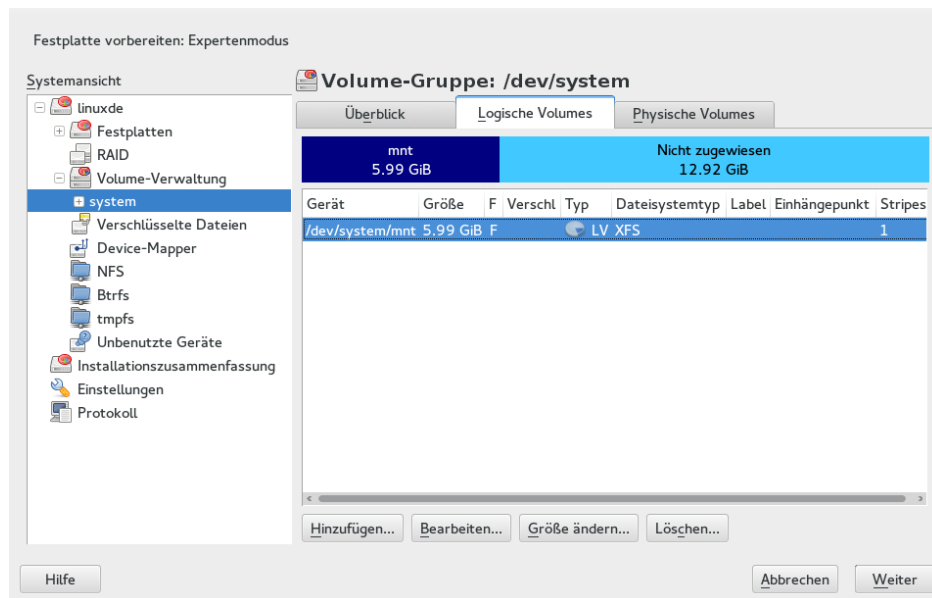 Festplatte vorbereiten: Expertenmodus
Systemansicht
linuxde
Festplatten
RAID
Volume-Verwaltung
system
Verschlüsselte Dateien
Device-Mapper
NFS
Btrfs
tmpfs
Unbenutzte Geräte
Installationszusammenfassung
Einstellungen
Protokoll
Volume-Gruppe: /dev/system
Überblick Logische Volumes Physische Volumes
mnt Nicht zugewiesen
5.99 GiB 12.92 GiB
Gerät Größe F Verschl Typ Dateisystemtyp Label Einhängepunkt Stripes
/dev/system/mnt 5.99 GiB F LV XFS 1
Hinzufügen... Bearbeiten... Größe ändern... Löschen...
Hilfe Abbrechen Weiter